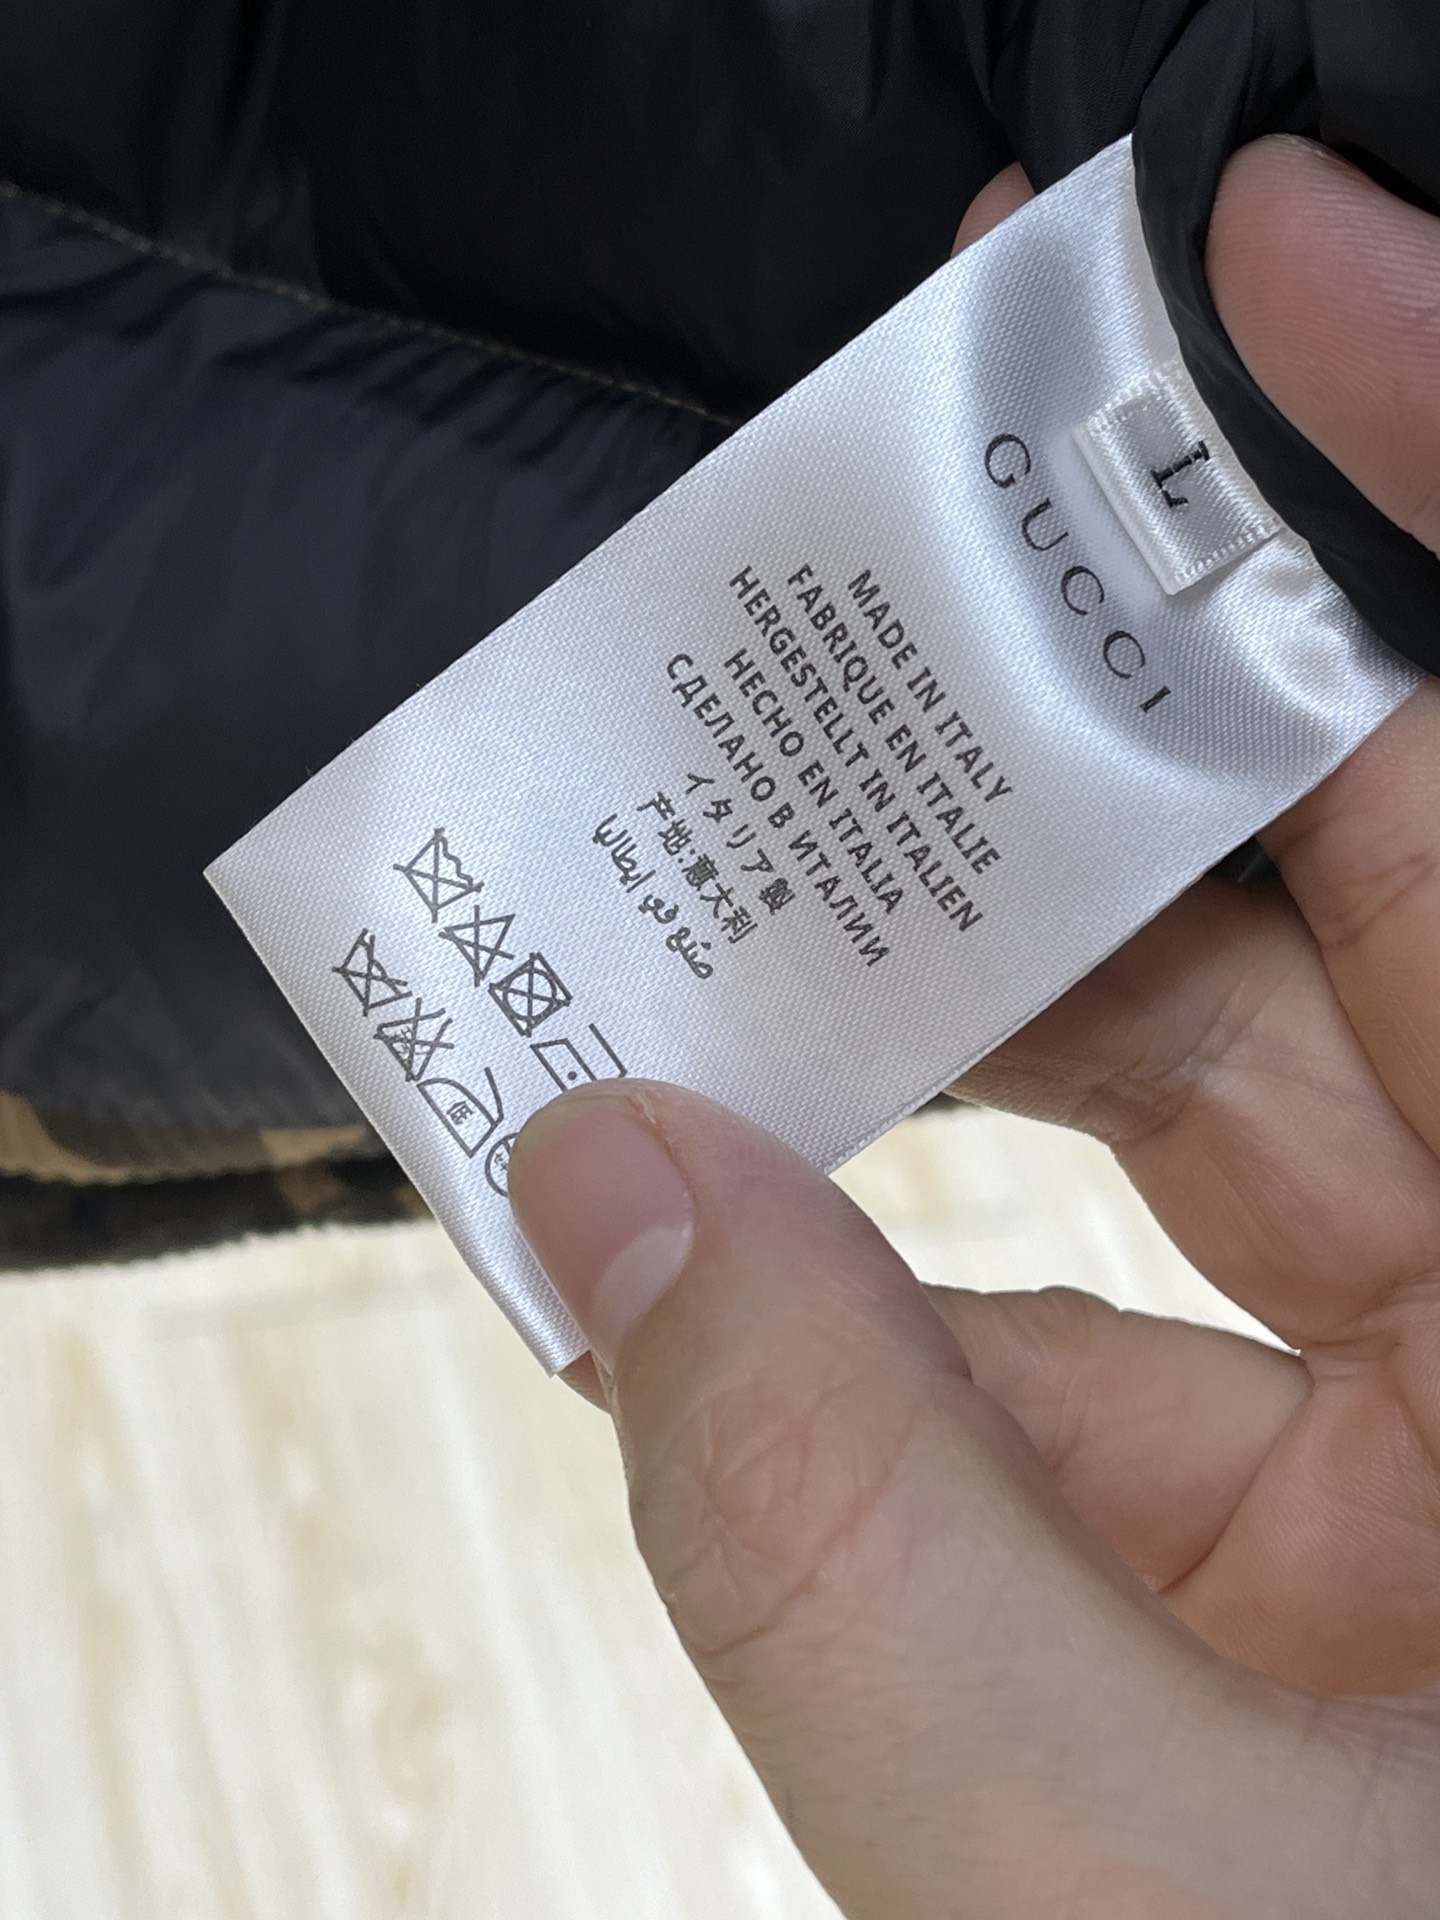 L
GUCCI
MADE IN ITALY
FABRIQUE EN ITALIE
HERGESTELLT IN ITALIEN
HECHO EN ITALIA
СДЕЛАНО В ИТАЛИИ
イタリア製
产地:意大利
صنع في إيطاليا
低